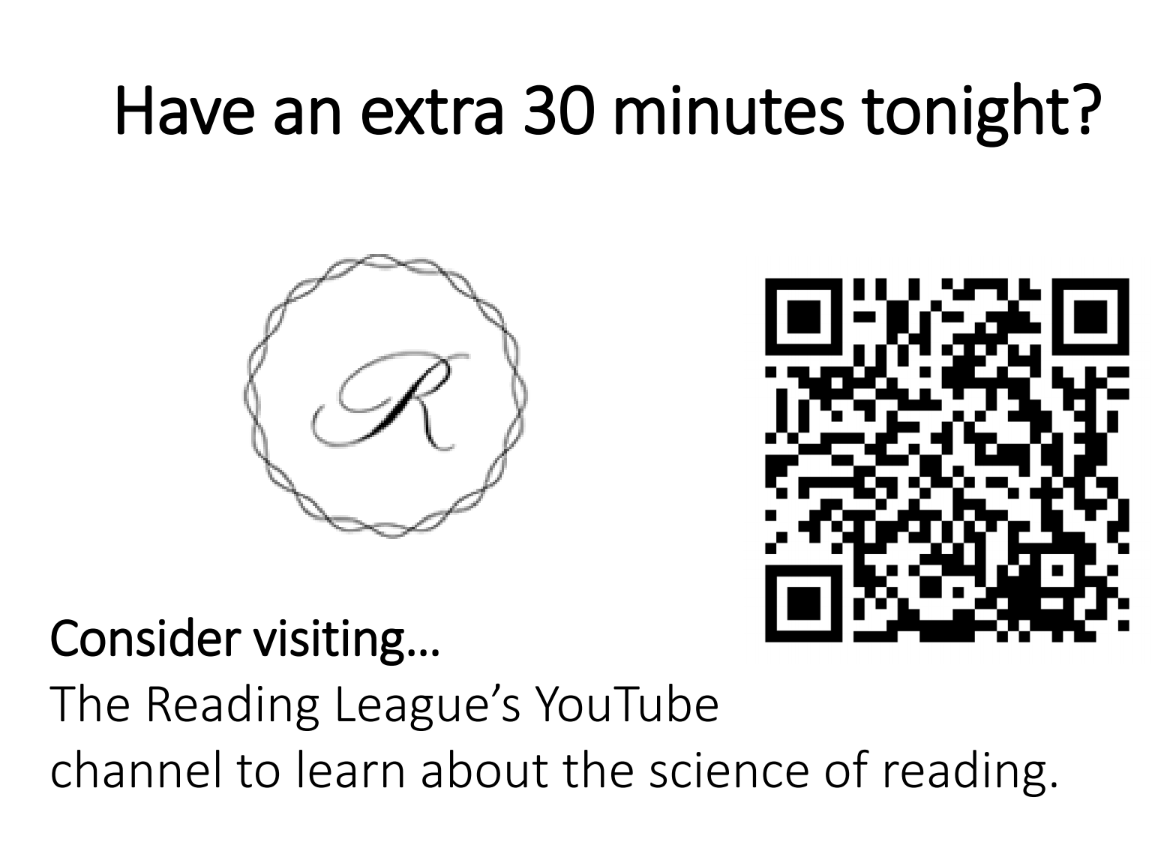 Have an extra 30 minutes tonight?
R
Consider visiting...
The Reading League’s YouTube
channel to learn about the science of reading.